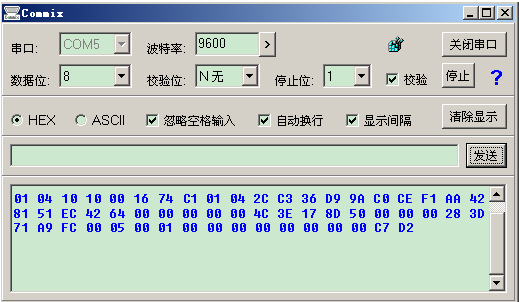 Commix
串口: COM5 波特率: 9600 > 关闭串口
数据位: 8 校验位: N 无 停止位: 1 校验 停止 ?
HEX ASCII 忽略空格输入 自动换行 显示间隔 清除显示
发送
01 04 10 10 00 16 74 C1 01 04 2C C3 36 D9 9A C0 CE F1 AA 42
81 51 EC 42 64 00 00 00 00 00 4C 3E 17 8D 50 00 00 00 28 3D
71 A9 FC 00 05 00 01 00 00 00 00 00 00 00 00 C7 D2